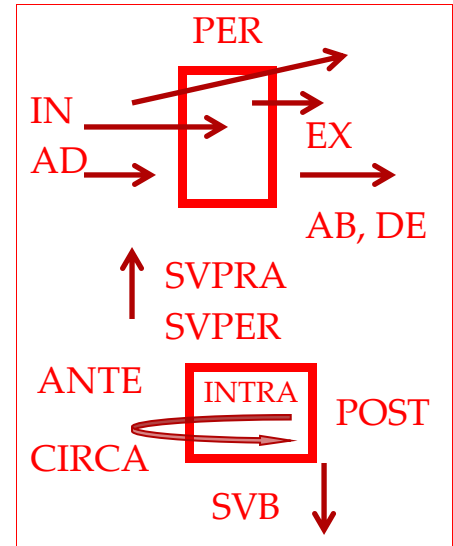 PER
IN
EX
AD
AB, DE
SVPRA
SVPER
ANTE
INTRA
POST
CIRCA
SVB